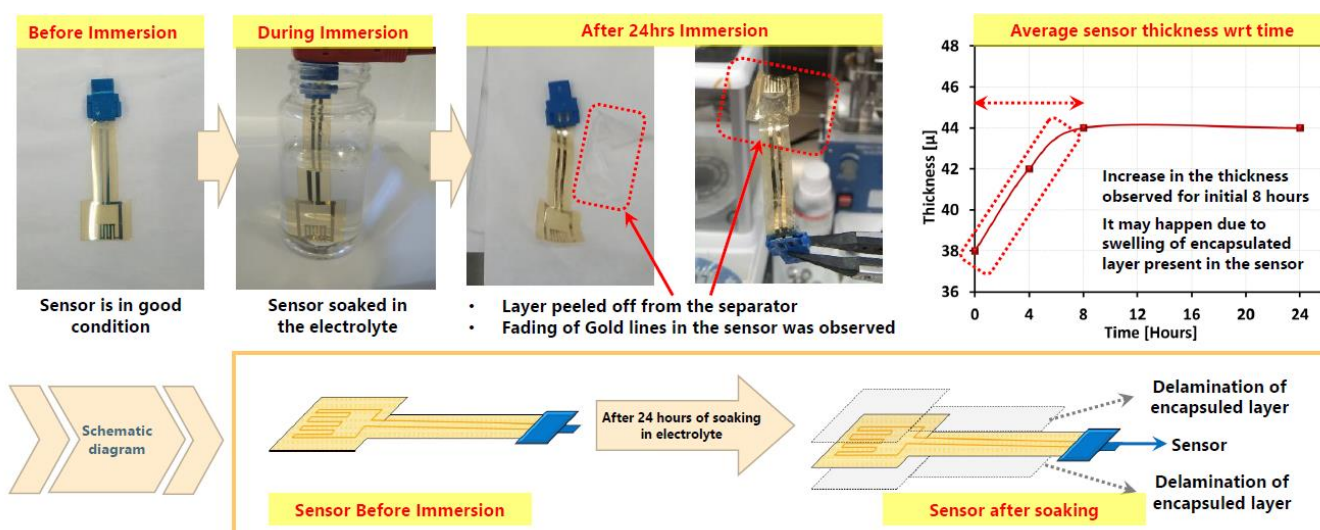 Before Immersion
During Immersion
After 24hrs Immersion
Average sensor thickness wrt time
Sensor is in good
condition
Sensor soaked in
the electrolyte
• Layer peeled off from the separator
• Fading of Gold lines in the sensor was observed
Thickness [µ]
48
46
44
42
40
38
36
0
4
8
12
16
20
24
Time [Hours]
Increase in the thickness
observed for initial 8 hours
It may happen due to
swelling of encapsulated
layer present in the sensor
Schematic
diagram
Sensor Before Immersion
After 24 hours of soaking
in electrolyte
Sensor after soaking
Delamination of
encapsuled layer
Sensor
Delamination of
encapsuled layer